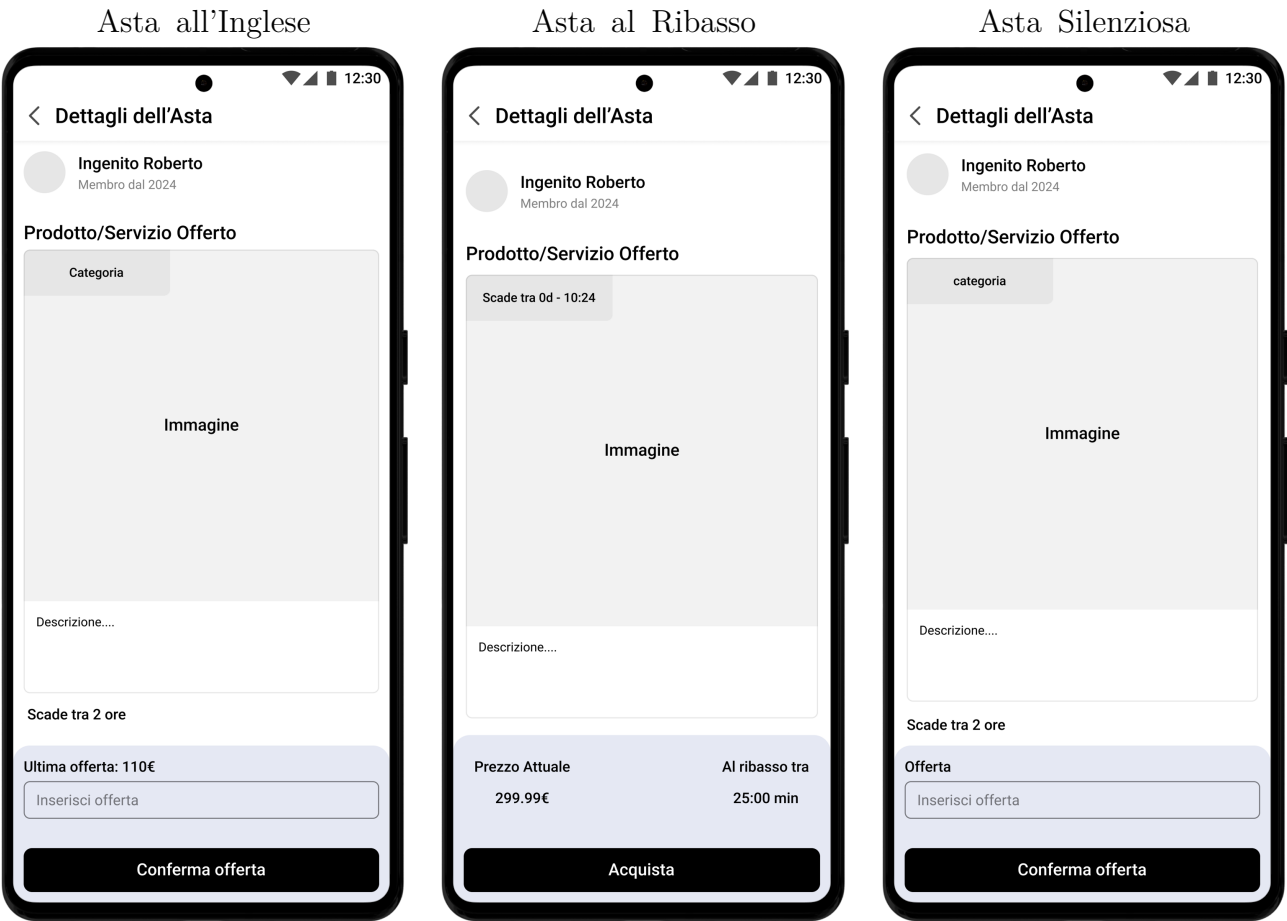 Asta all'Inglese
12:30
Dettagli dell'Asta
Ingenito Roberto
Membro dal 2024
Prodotto/Servizio Offerto
Categoria
Immagine
Descrizione....
Scade tra 2 ore
Ultima offerta: 110€
Inserisci offerta
Conferma offerta
Asta al Ribasso
12:30
Dettagli dell'Asta
Ingenito Roberto
Membro dal 2024
Prodotto/Servizio Offerto
Scade tra 0d - 10:24
Immagine
Descrizione....
Prezzo Attuale
Al ribasso tra
299.99€
25:00 min
Acquista
Asta Silenziosa
12:30
Dettagli dell'Asta
Ingenito Roberto
Membro dal 2024
Prodotto/Servizio Offerto
categoria
Immagine
Descrizione....
Scade tra 2 ore
Offerta
Inserisci offerta
Conferma offerta